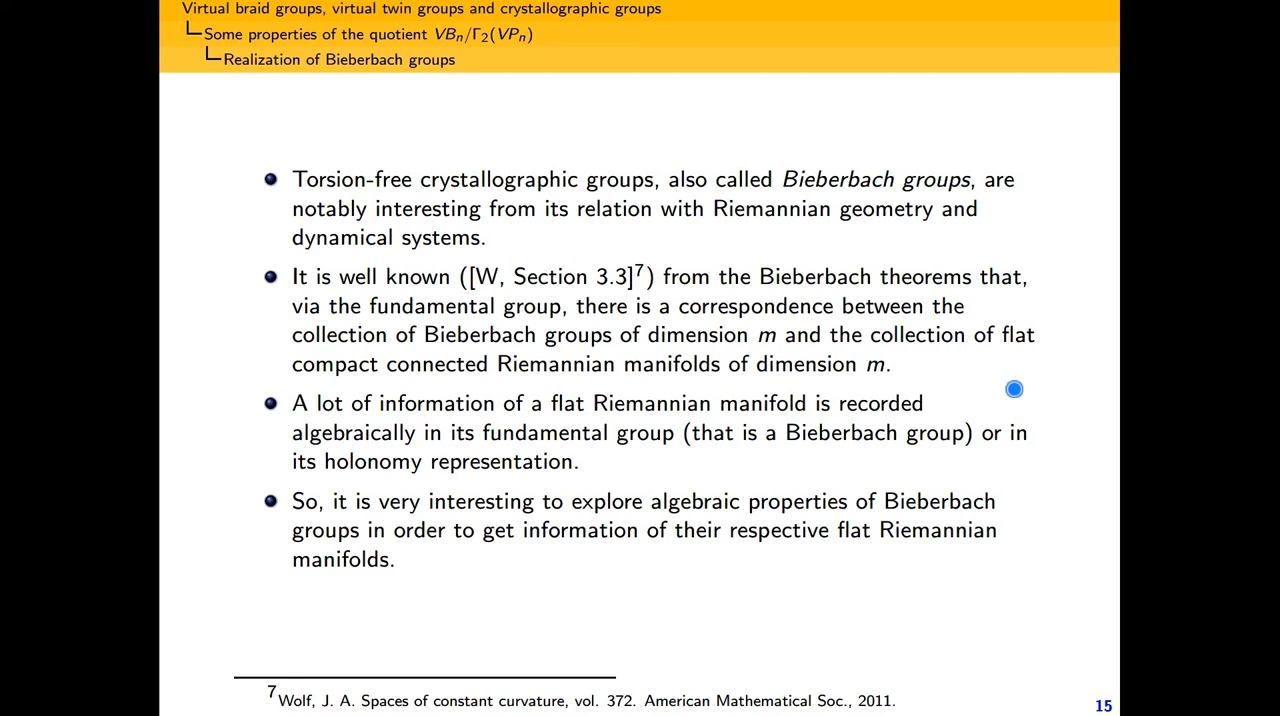 Virtual braid groups, virtual twin groups and crystallographic groups
Some properties of the quotient VBₙ/Γ₂(VPₙ)
Realization of Bieberbach groups
Torsion-free crystallographic groups, also called Bieberbach groups, are
notably interesting from its relation with Riemannian geometry and
dynamical systems.
It is well known ([W, Section 3.3]⁷) from the Bieberbach theorems that,
via the fundamental group, there is a correspondence between the
collection of Bieberbach groups of dimension m and the collection of flat
compact connected Riemannian manifolds of dimension m.
A lot of information of a flat Riemannian manifold is recorded
algebraically in its fundamental group (that is a Bieberbach group) or in
its holonomy representation.
So, it is very interesting to explore algebraic properties of Bieberbach
groups in order to get information of their respective flat Riemannian
manifolds.
⁷Wolf, J. A. Spaces of constant curvature, vol. 372. American Mathematical Soc., 2011.
15